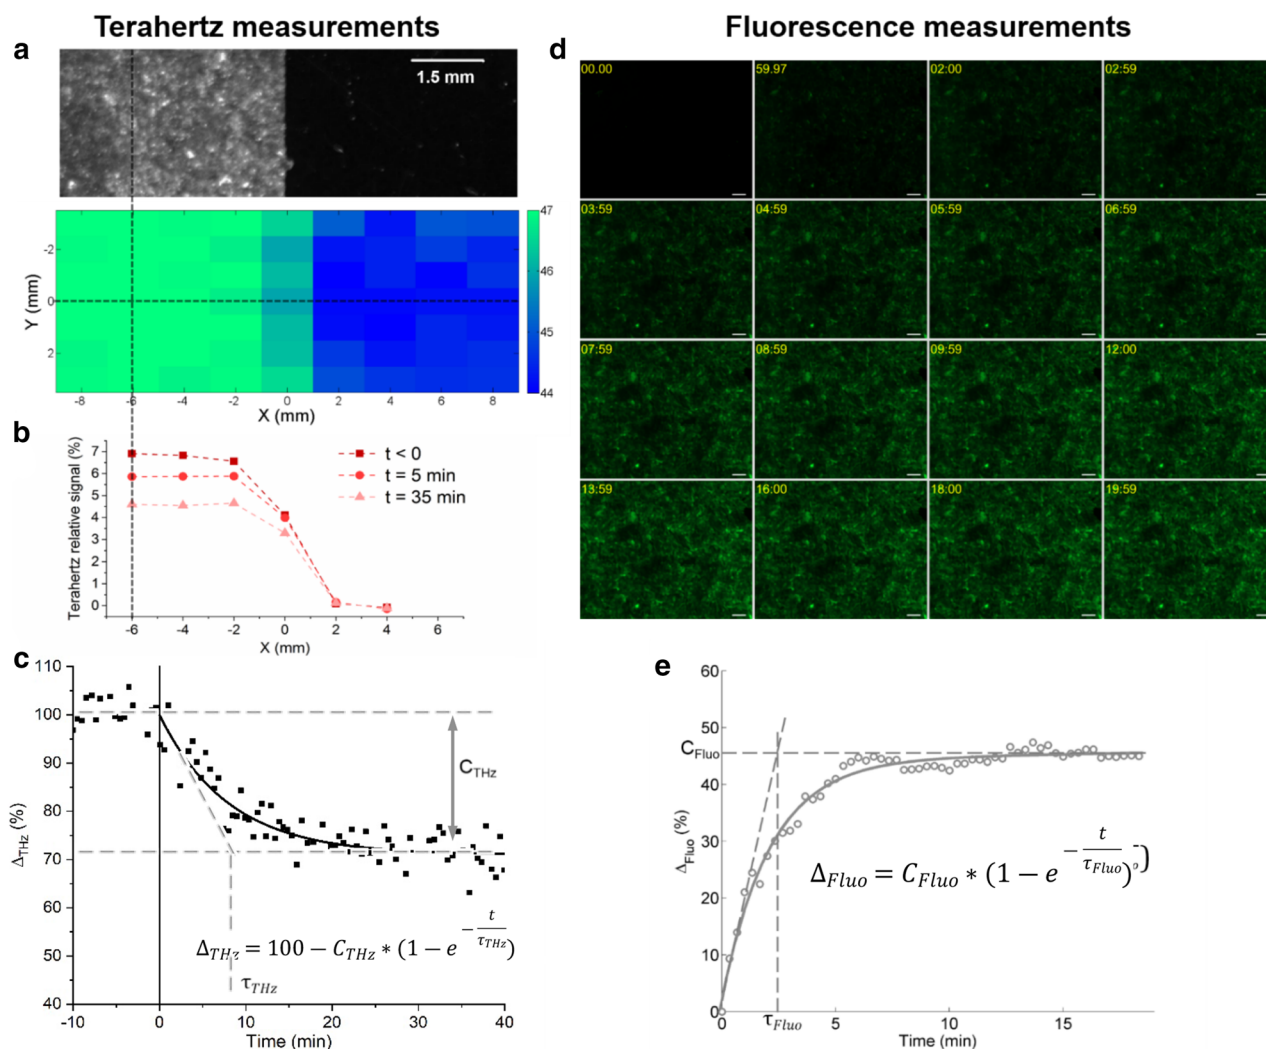 Terahertz measurements
Fluorescence measurements
a
1.5 mm
-2
0
2
Y (mm)
-8 -6 -4 -2 0 2 4 6 8
X (mm)
47
46
45
44
b
Terahertz relative signal (%)
7
6
5
4
3
2
1
0
t < 0
t = 5 min
t = 35 min
-6 -4 -2 0 2 4 6
X (mm)
c
110
100
90
80
70
60
50
40
Δ_THz (%)
C_THz
Δ_THz = 100 − C_THz * (1 − e^(−t/τ_THz))
τ_THz
-10 0 10 20 30 40
Time (min)
d
00.00 59.97 02:00 02:59
03:59 04:59 05:59 06:59
07:59 08:59 09:59 12:00
13:59 16:00 18:00 19:59
e
60
50
C_Fluo
40
30
20
10
0
Δ_Fluo (%)
Δ_Fluo = C_Fluo * (1 − e^(−t/τ_Fluo))
0 τ_Fluo 5 10 15
Time (min)